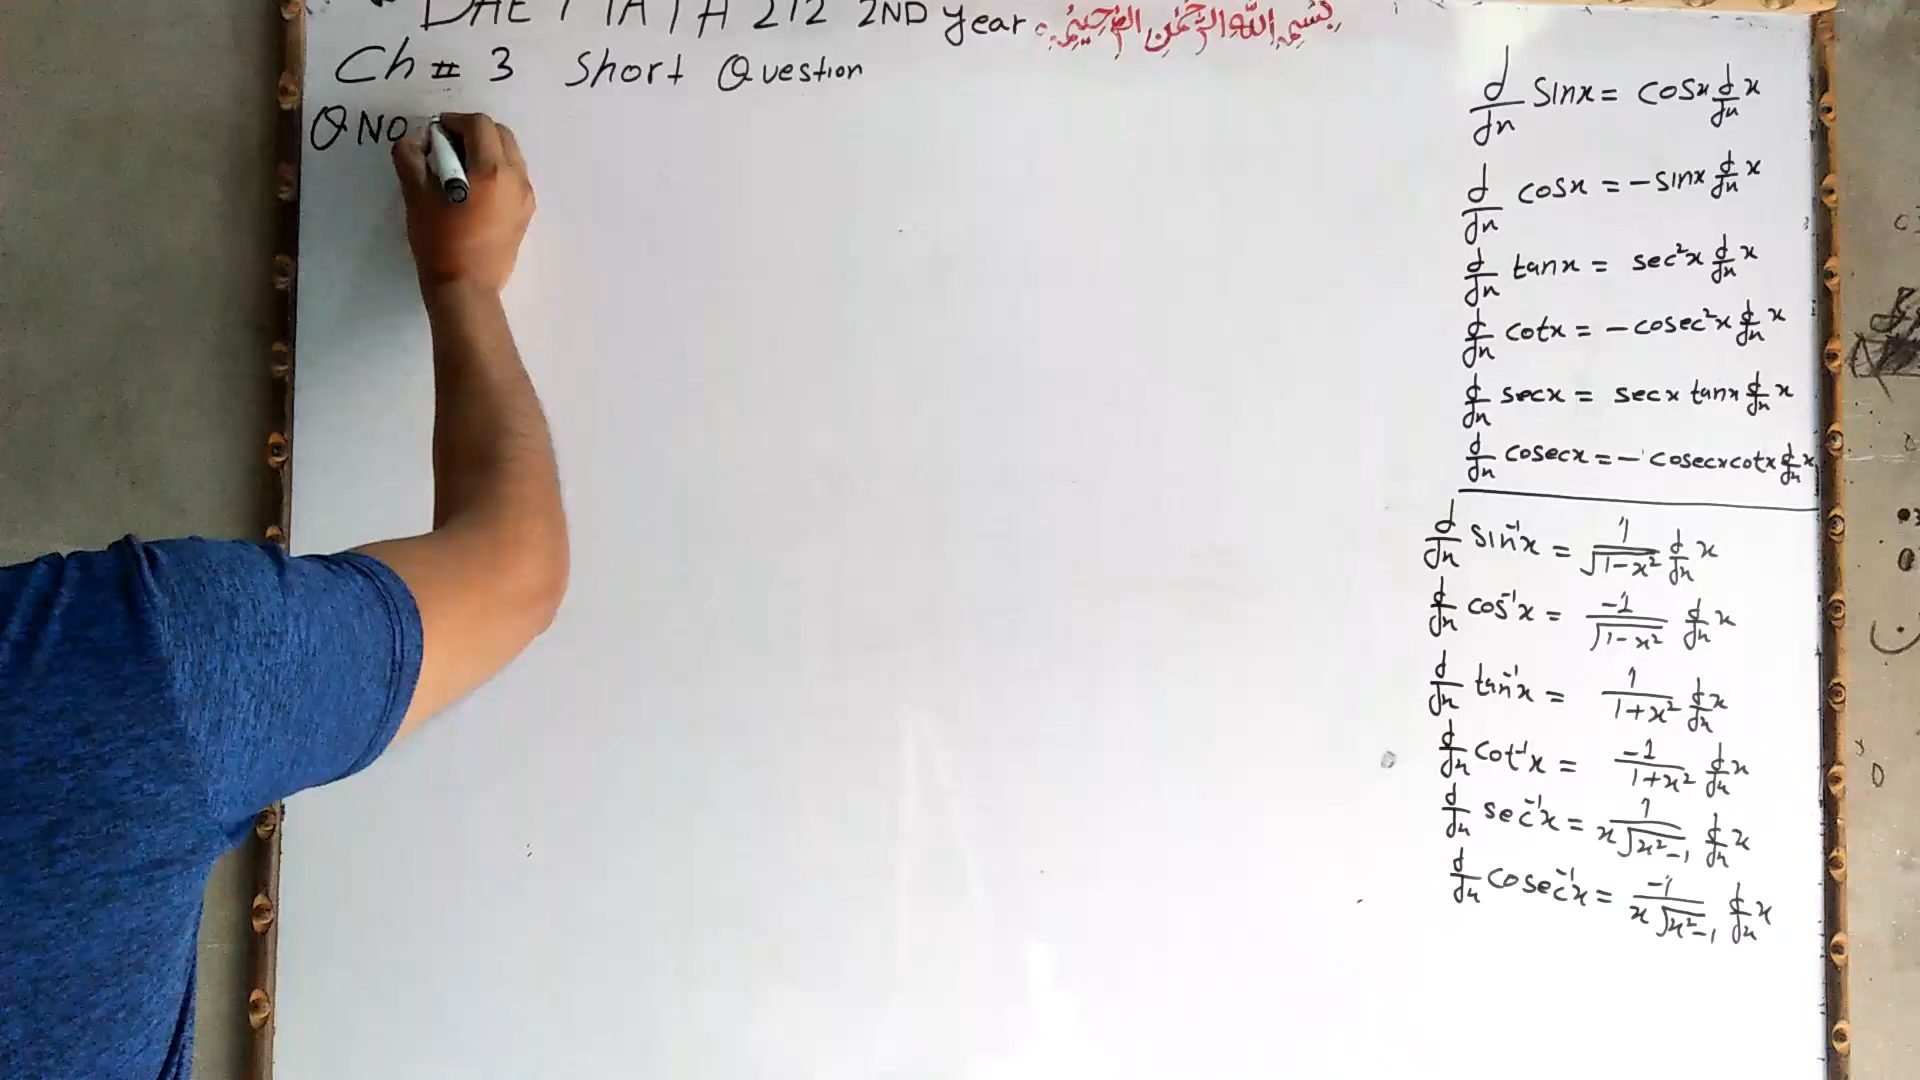 DAE MATH 212 2ND year بسم الله الرحمن الرحيم
Ch # 3 Short Question
Q NO
d/dx Sinx = cosx d/dx x
d/dx cosx = -sinx d/dx x
d/dx tanx = sec²x d/dx x
d/dx cotx = -cosec²x d/dx x
d/dx secx = secx tanx d/dx x
d/dx cosecx = -cosecxcotx d/dx x
d/dx sin⁻¹x = 1/√(1-x²) d/dx x
d/dx cos⁻¹x = -1/√(1-x²) d/dx x
d/dx tan⁻¹x = 1/(1+x²) d/dx x
d/dx cot⁻¹x = -1/(1+x²) d/dx x
d/dx sec⁻¹x = 1/(x√(x²-1)) d/dx x
d/dx cosec⁻¹x = -1/(x√(x²-1)) d/dx x